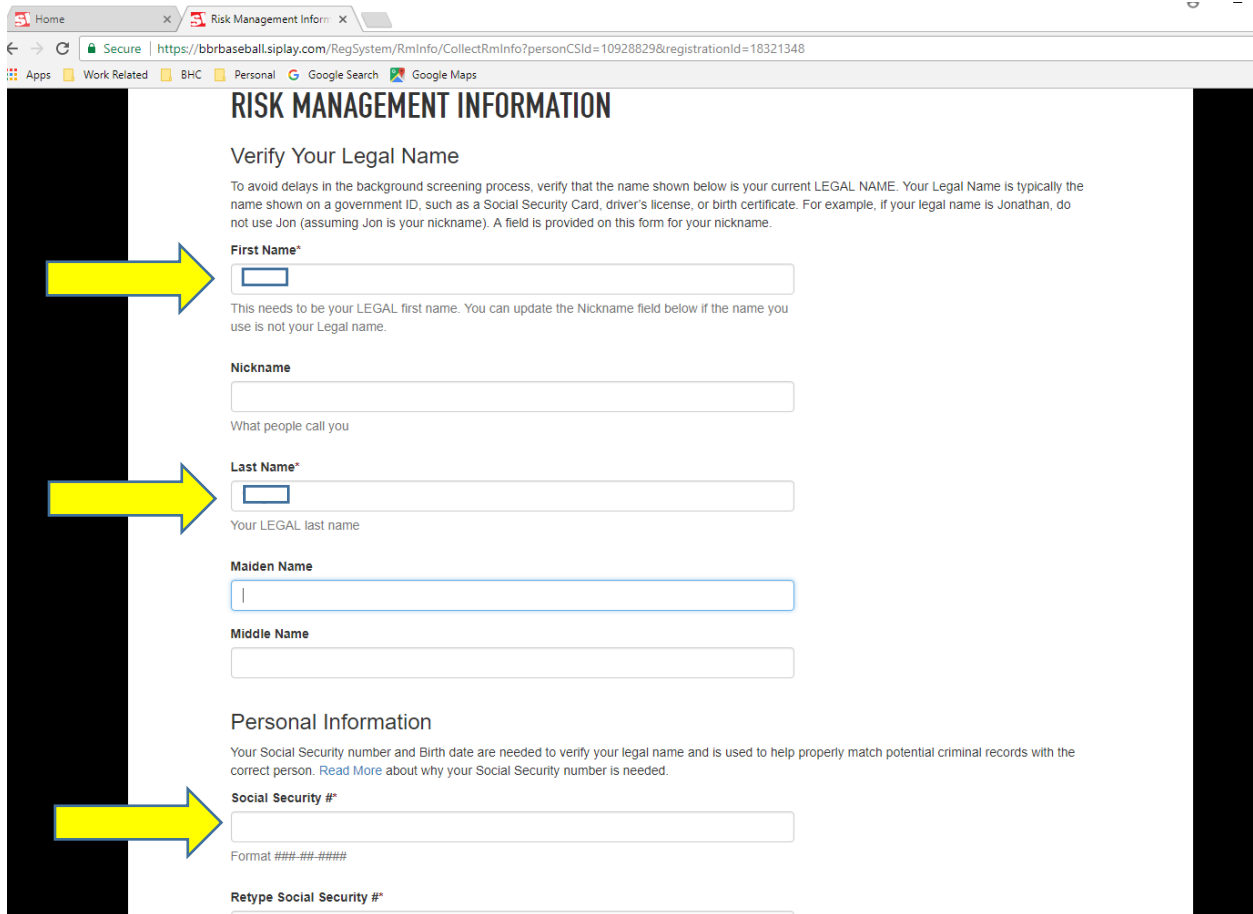 Home
Risk Management Inform
Secure | https://bbrbaseball.siplay.com/RegSystem/RmInfo/CollectRmInfo?personCSId=10928829&registrationId=18321348
Apps Work Related BHC Personal G Google Search Google Maps
RISK MANAGEMENT INFORMATION
Verify Your Legal Name
To avoid delays in the background screening process, verify that the name shown below is your current LEGAL NAME. Your Legal Name is typically the
name shown on a government ID, such as a Social Security Card, driver's license, or birth certificate. For example, if your legal name is Jonathan, do
not use Jon (assuming Jon is your nickname). A field is provided on this form for your nickname.
First Name*
This needs to be your LEGAL first name. You can update the Nickname field below if the name you
use is not your Legal name.
Nickname
What people call you
Last Name*
Your LEGAL last name
Maiden Name
Middle Name
Personal Information
Your Social Security number and Birth date are needed to verify your legal name and is used to help properly match potential criminal records with the
correct person. Read More about why your Social Security number is needed.
Social Security #*
Format ###-##-####
Retype Social Security #*